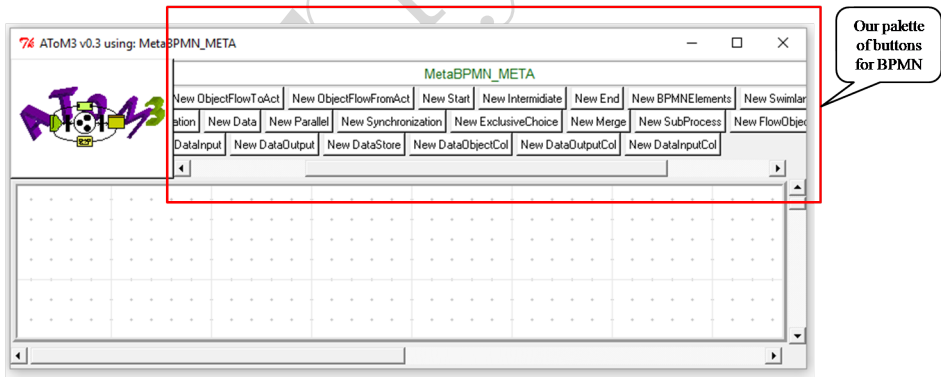 AToM3 v0.3 using: MetaBPMN_META
Our palette
of buttons
for BPMN
MetaBPMN_META
ATOM3
New ObjectFlowToAct New ObjectFlowFromAct New Start New Intermidiate New End New BPMNElements New Swimlan
ation New Data New Parallel New Synchronization New ExclusiveChoice New Merge New SubProcess New FlowObjec
DataInput New DataOutput New DataStore New DataObjectCol New DataOutputCol New DataInputCol